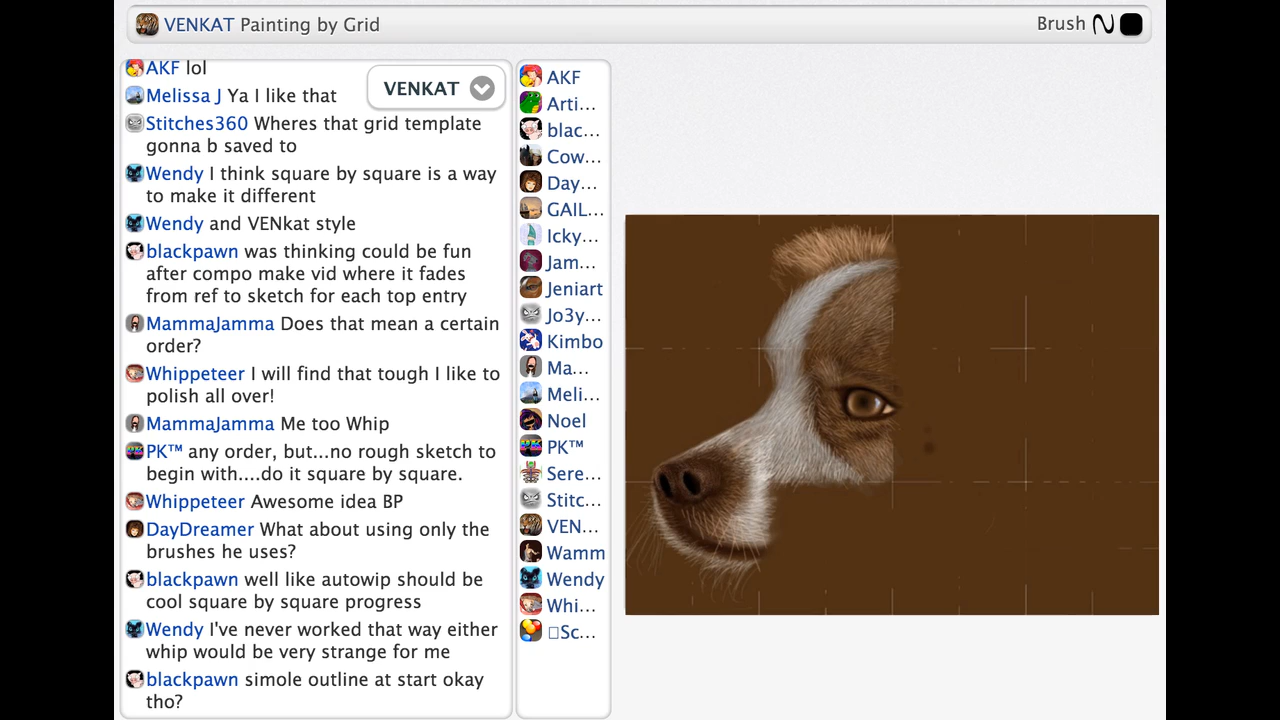 VENKAT Painting by Grid
Brush
AKF lol
VENKAT
Melissa J Ya I like that
Stitches360 Wheres that grid template
gonna b saved to
Wendy I think square by square is a way
to make it different
Wendy and VENkat style
blackpawn was thinking could be fun
after compo make vid where it fades
from ref to sketch for each top entry
MammaJamma Does that mean a certain
order?
Whippeteer I will find that tough I like to
polish all over!
MammaJamma Me too Whip
PK™ any order, but...no rough sketch to
begin with....do it square by square.
Whippeteer Awesome idea BP
DayDreamer What about using only the
brushes he uses?
blackpawn well like autowip should be
cool square by square progress
Wendy I've never worked that way either
whip would be very strange for me
blackpawn simole outline at start okay
tho?
AKF
Arti...
blac...
Cow...
Day...
GAIL...
Icky...
Jam...
Jeniart
Jo3y...
Kimbo
Ma...
Meli...
Noel
PK™
Sere...
Stitc...
VEN...
Wamm
Wendy
Whi...
Sc...